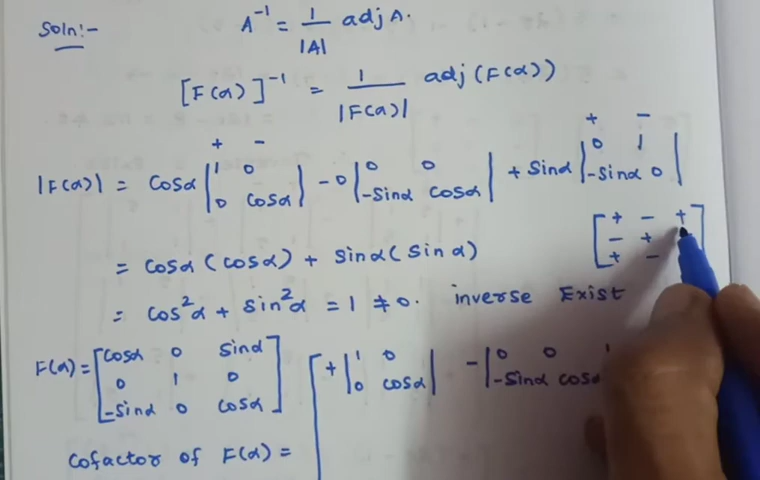 Soln:-
A⁻¹ = 1/|A| adj A.
[F(α)]⁻¹ = 1/|F(α)| adj (F(α))
+ - + -
|F(α)| = Cosα |1 0; 0 cosα| - 0 |0 0; -Sinα cosα| + Sinα |0 1; -sinα 0|
[+ - +; - +; + -]
= cosα (cosα) + sinα (sinα)
= cos²α + sin²α = 1 ≠ 0. inverse Exist
F(α) = [cosα 0 sinα; 0 1 0; -sinα 0 cosα]
[+ |1 0; 0 cosα| - |0 0; -Sinα
cofactor of F(α) =